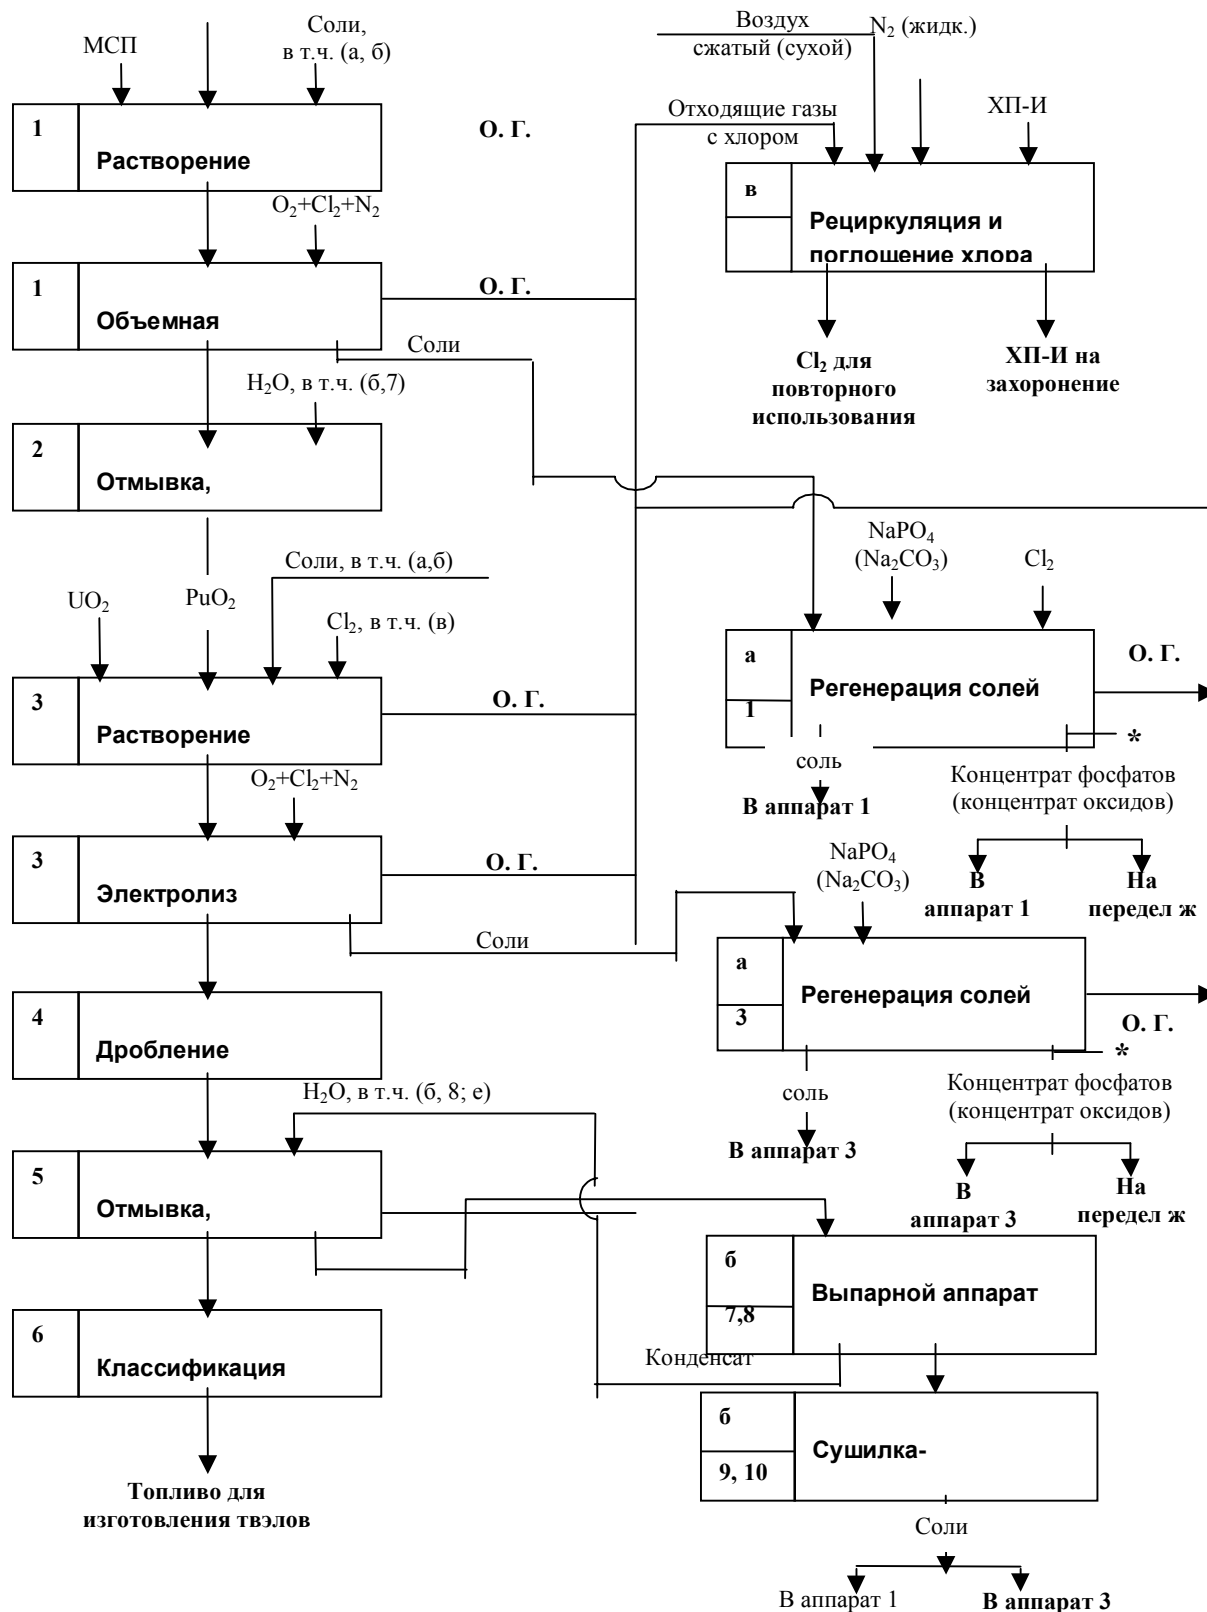 МСП
Соли,
в т.ч. (а, б)
1
Растворение
О. Г.
O₂+Cl₂+N₂
1
Объемная
О. Г.
Соли
H₂O, в т.ч. (б,7)
2
Отмывка,
Соли, в т.ч. (а,б)
UO₂
PuO₂
Cl₂, в т.ч. (в)
3
Растворение
О. Г.
O₂+Cl₂+N₂
3
Электролиз
О. Г.
Соли
4
Дробление
H₂O, в т.ч. (б, 8; е)
5
Отмывка,
6
Классификация
Топливо для
изготовления твэлов
Воздух
сжатый (сухой)
N₂ (жидк.)
Отходящие газы
с хлором
ХП-И
в
Рециркуляция и
поглощение хлора
Cl₂ для
повторного
использования
ХП-И на
захоронение
NaPO₄
(Na₂CO₃)
Cl₂
а
1
Регенерация солей
О. Г.
*
соль
В аппарат 1
Концентрат фосфатов
(концентрат оксидов)
В
аппарат 1
На
передел ж
NaPO₄
(Na₂CO₃)
а
3
Регенерация солей
О. Г.
*
соль
В аппарат 3
Концентрат фосфатов
(концентрат оксидов)
В
аппарат 3
На
передел ж
б
7,8
Выпарной аппарат
Конденсат
б
9, 10
Сушилка-
Соли
В аппарат 1
В аппарат 3